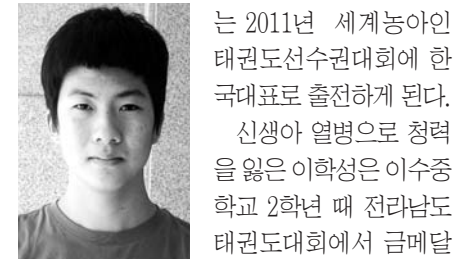 는 2011년 세계농아인
태권도선수권대회에 한
국대표로 출전하게 된다.
신생아 열병으로 청력
을 잃은 이학성은 이수중
학교 2학년 때 전라남도
태권도대회에서 금메달